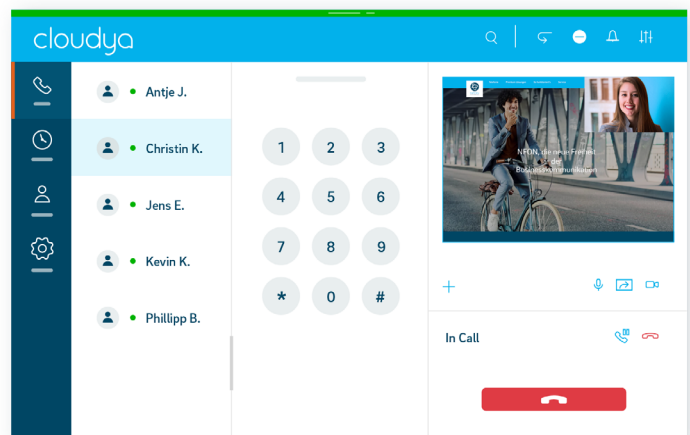 cloudya
Antje J.
Christin K.
Jens E.
Kevin K.
Phillipp B.
1 2 3
4 5 6
7 8 9
* 0 #
NFON, die neue Freiheit
der
Businesskommunikation
In Call